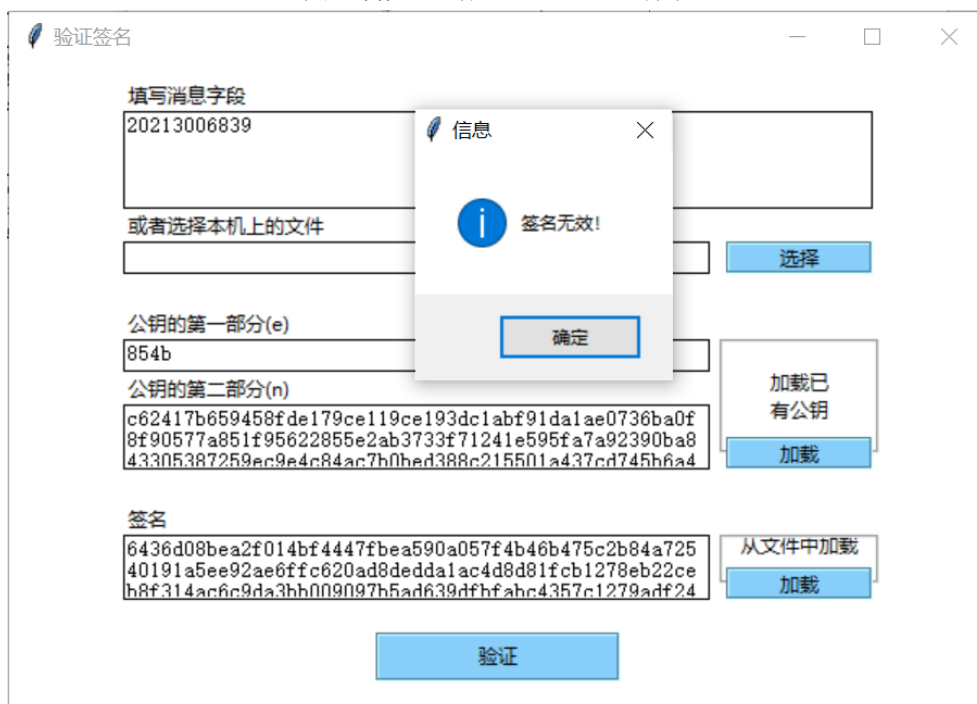 验证签名
填写消息字段
20213006839
信息
签名无效!
确定
或者选择本机上的文件
选择
公钥的第一部分(e)
854b
公钥的第二部分(n)
c62417b659458fde179ce119ce193dc1abf91da1ae0736ba0f
8f90577a851f95622855e2ab3733f71241e595fa7a92390ba8
43305387259ec9e4c84ac7b0bed388c215501a437cd745b6a4
加载已
有公钥
加载
签名
6436d08bea2f014bf4447fbea590a057f4b46b475c2b84a725
40191a5ee92ae6ffc620ad8dedda1ac4d8d81fcb1278eb22ce
b8f314ac6c9da3bb009097b5ad639dfbfabc4357c1279adf24
从文件中加载
加载
验证